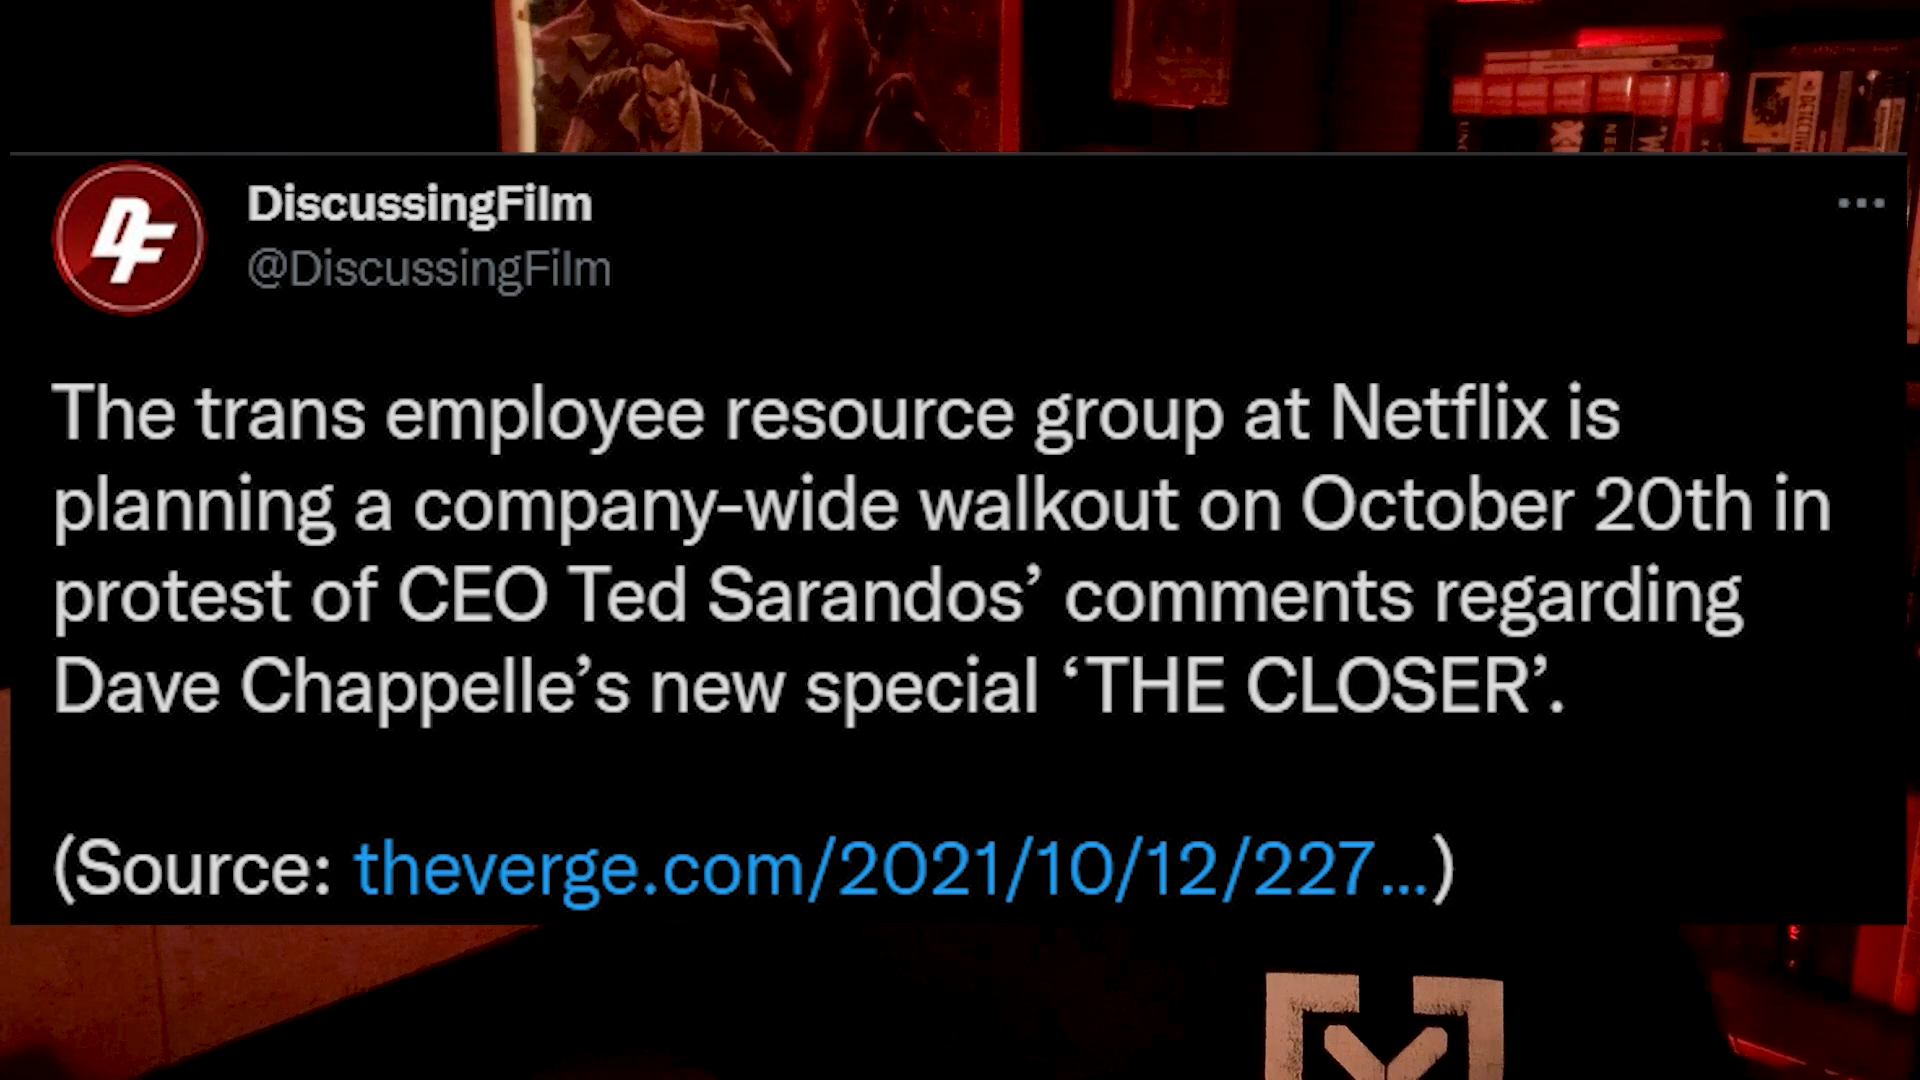 DiscussingFilm
@DiscussingFilm
The trans employee resource group at Netflix is
planning a company-wide walkout on October 20th in
protest of CEO Ted Sarandos’ comments regarding
Dave Chappelle’s new special ‘THE CLOSER’.
(Source: theverge.com/2021/10/12/227...)